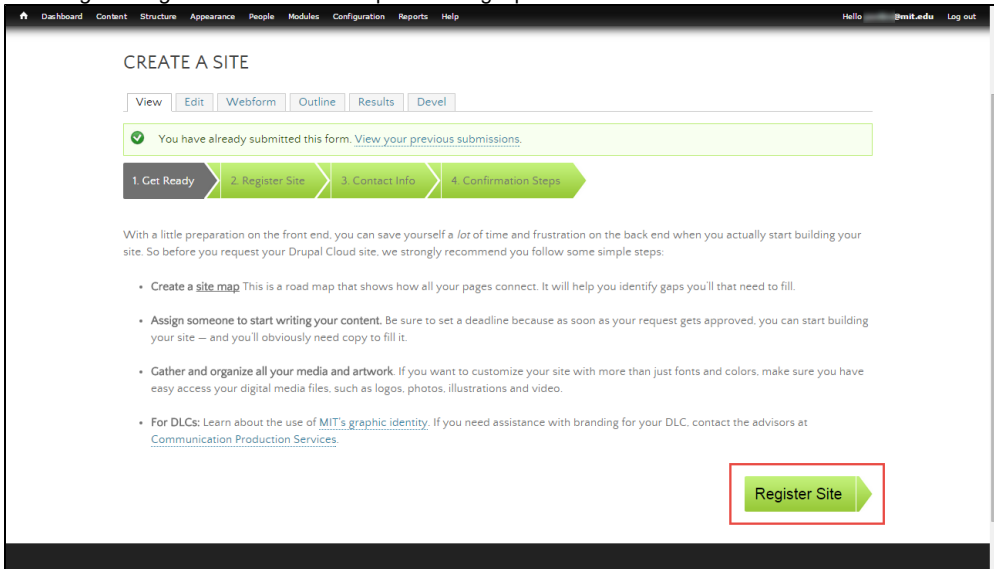 Dashboard Content Structure Appearance People Modules Configuration Reports Help Hello @mit.edu Log out
CREATE A SITE
View Edit Webform Outline Results Devel
You have already submitted this form. View your previous submissions.
1. Get Ready 2. Register Site 3. Contact Info 4. Confirmation Steps
With a little preparation on the front end, you can save yourself a lot of time and frustration on the back end when you actually start building your
site. So before you request your Drupal Cloud site, we strongly recommend you follow some simple steps:
• Create a site map This is a road map that shows how all your pages connect. It will help you identify gaps you'll that need to fill.
• Assign someone to start writing your content. Be sure to set a deadline because as soon as your request gets approved, you can start building
your site — and you'll obviously need copy to fill it.
• Gather and organize all your media and artwork. If you want to customize your site with more than just fonts and colors, make sure you have
easy access your digital media files, such as logos, photos, illustrations and video.
• For DLCs: Learn about the use of MIT's graphic identity. If you need assistance with branding for your DLC, contact the advisors at
Communication Production Services.
Register Site